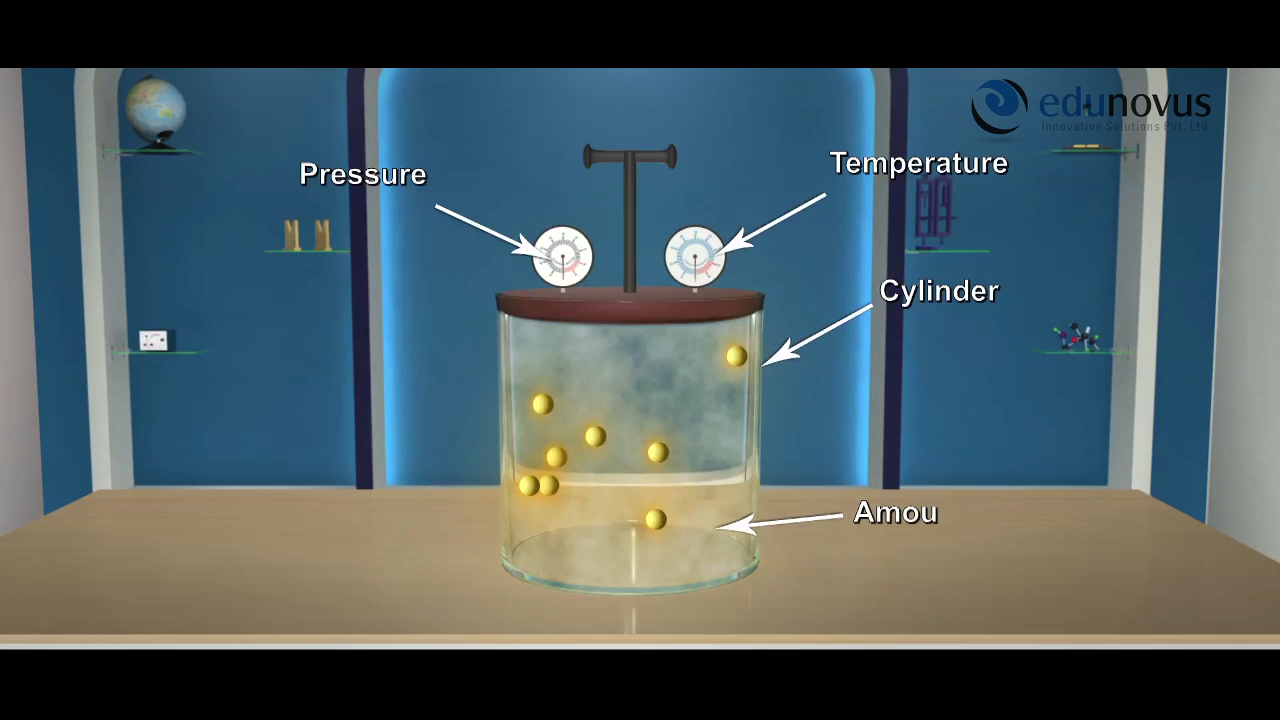 edunovus
Innovative Solutions Pvt. Ltd
Pressure
Temperature
Cylinder
Amou